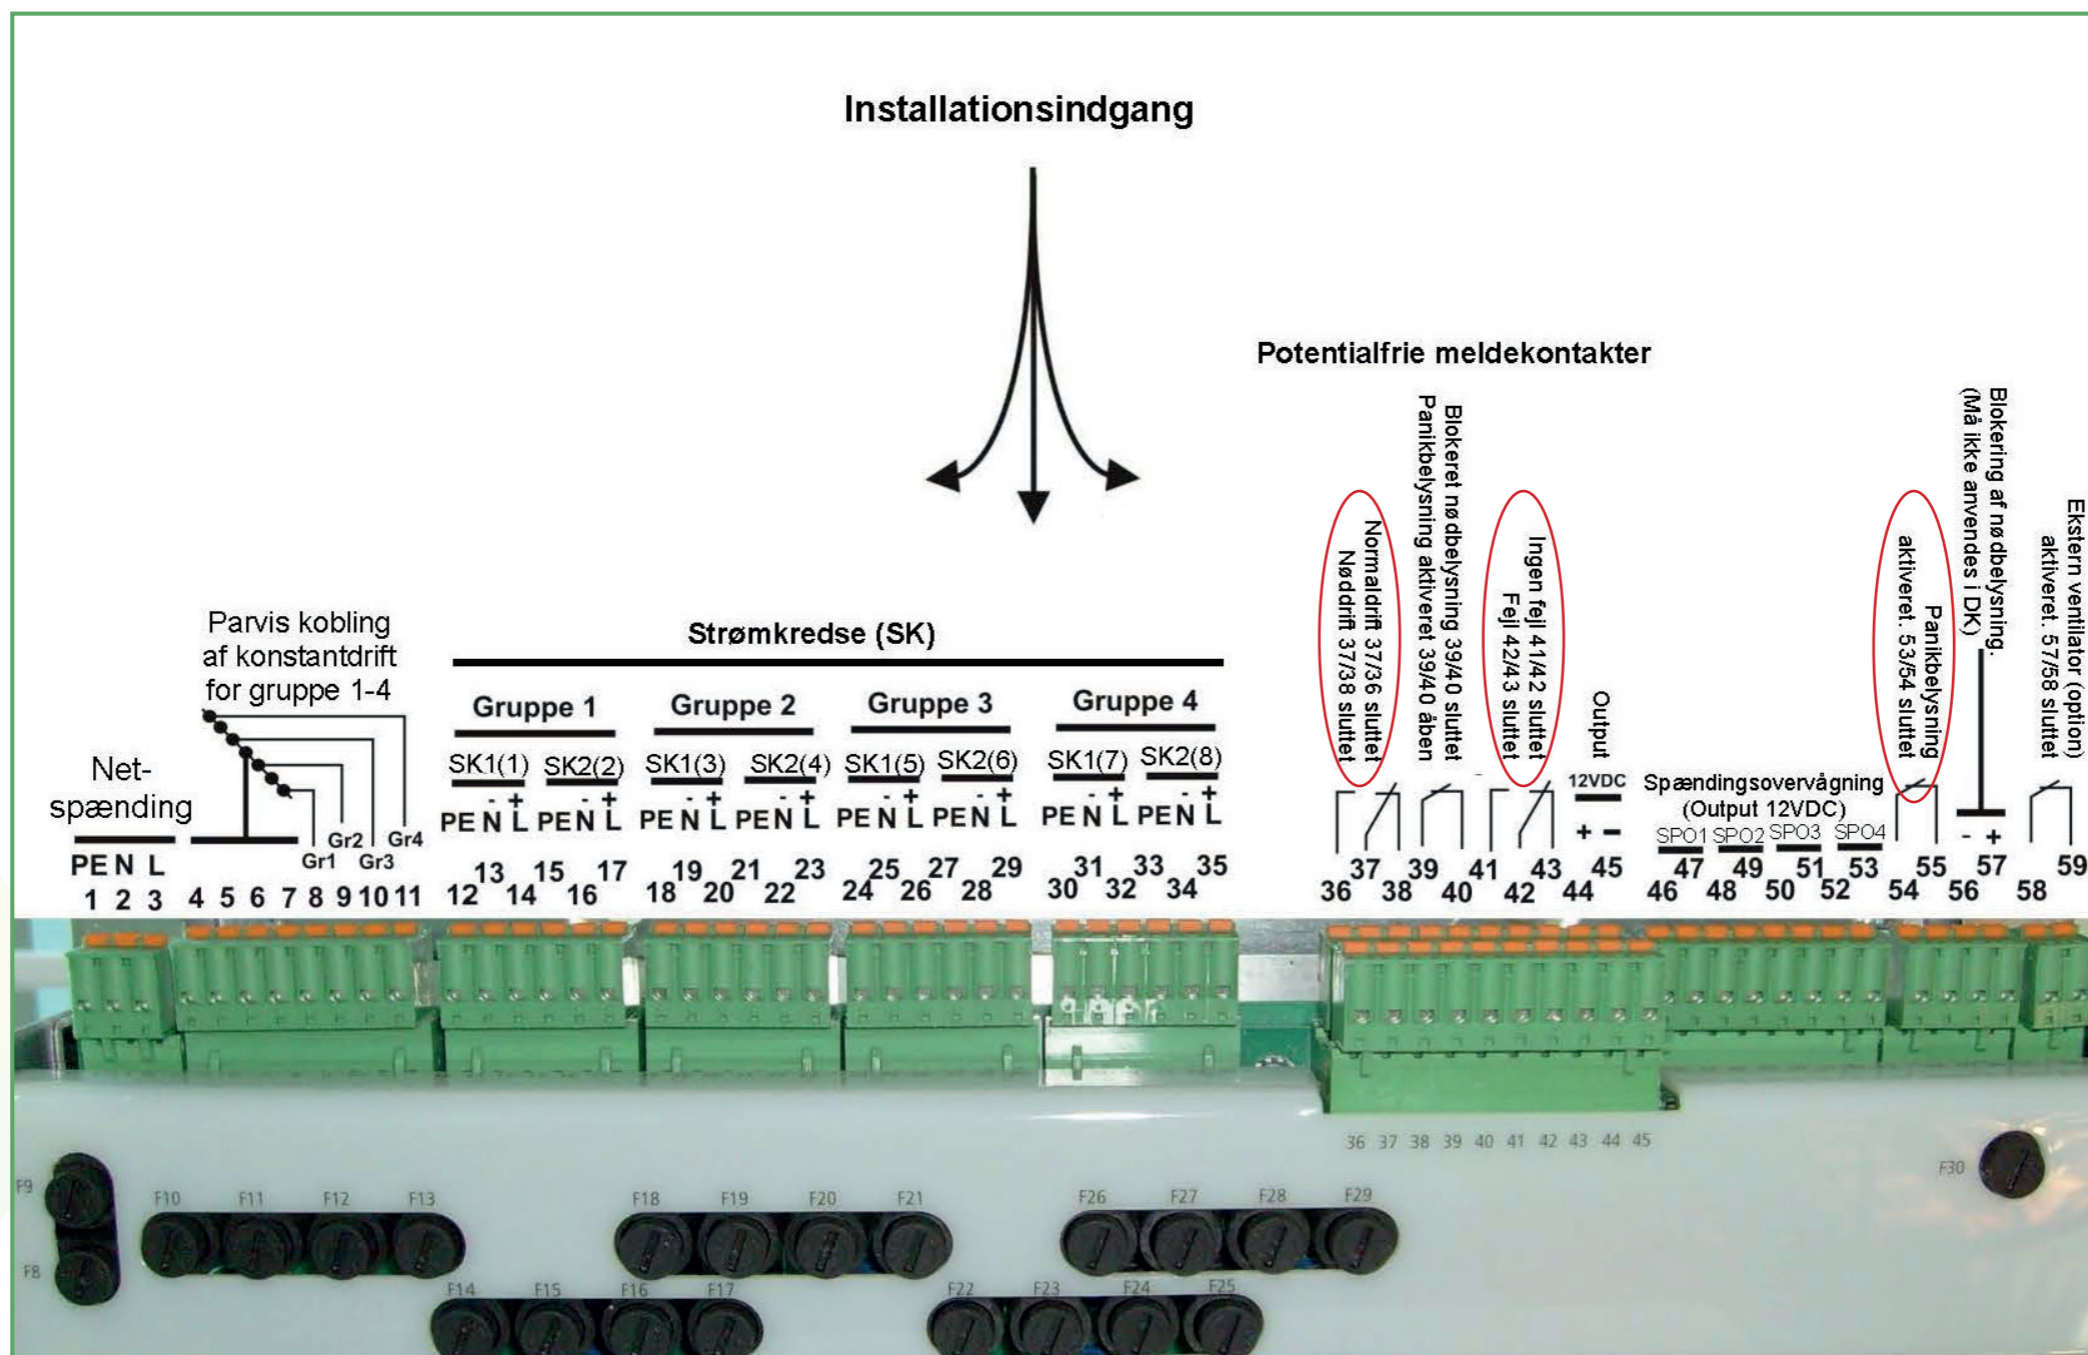 Installationsindgang
Potentialfrie meldekontakter
Parvis kobling
af konstantdrift
for gruppe 1-4
Strømkredse (SK)
Gruppe 1 Gruppe 2 Gruppe 3 Gruppe 4
Net-
spænding
SK1(1) SK2(2) SK1(3) SK2(4) SK1(5) SK2(6) SK1(7) SK2(8)
- + - + - + - + - + - + - + - +
PE N L PE N L PE N L PE N L PE N L PE N L PE N L PE N L
Gr1 Gr2 Gr3 Gr4
PE N L
1 2 3 4 5 6 7 8 9 10 11 12 13 14 15 16 17 18 19 20 21 22 23 24 25 26 27 28 29 30 31 32 33 34 35
Normaldrift 37/36 sluttet
Nøddrift 37/38 sluttet
Blokeret nødbelysning 39/40 sluttet
Panikbelysning aktiveret 39/40 åben
Ingen fejl 41/42 sluttet
Fejl 42/43 sluttet
Output
12VDC
+ -
Spændingsovervågning
(Output 12VDC)
SPO1 SPO2 SPO3 SPO4
Panikbelysning
aktiveret. 53/54 sluttet
Blokering af nødbelysning.
(Må ikke anvendes i DK)
- +
Ekstern ventilator (option)
aktiveret. 57/58 sluttet
36 37 38 39 40 41 42 43 44 45 46 47 48 49 50 51 52 53 54 55 56 57 58 59
36 37 38 39 40 41 42 43 44 45
F9
F10 F11 F12 F13 F18 F19 F20 F21 F26 F27 F28 F29 F30
F8
F14 F15 F16 F17 F22 F23 F24 F25